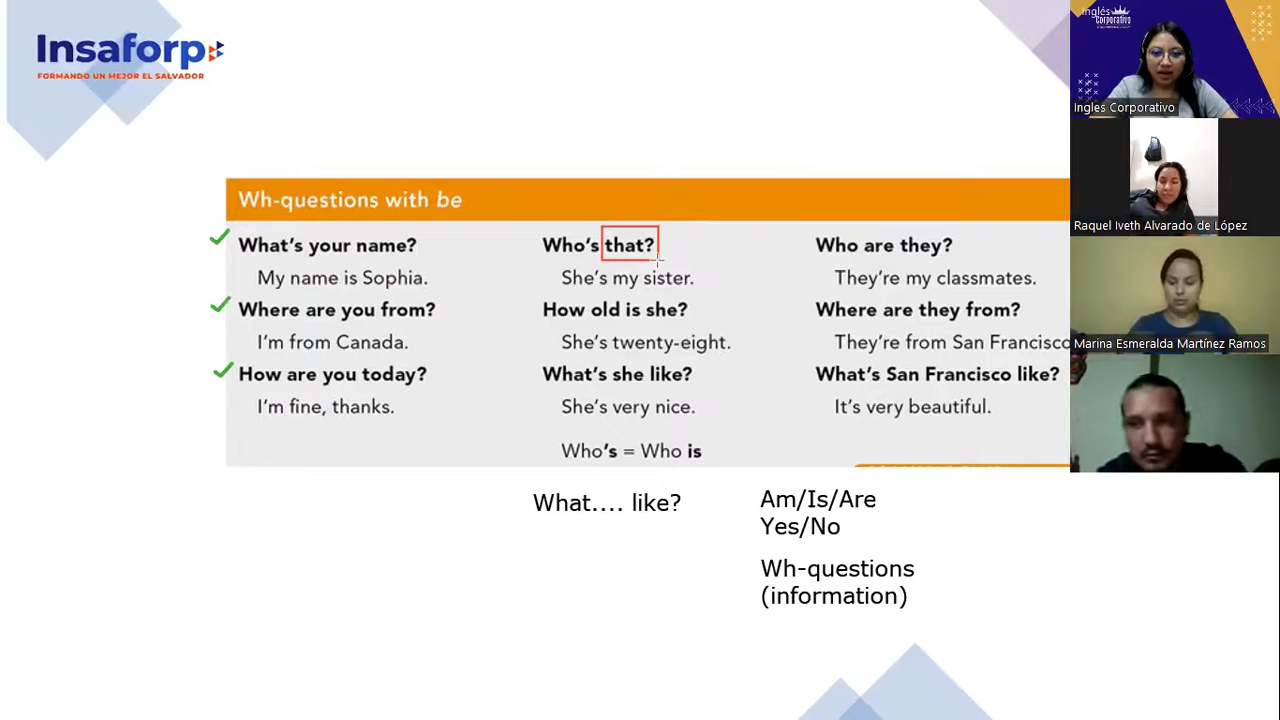 Insaforp
FORMANDO UN MEJOR EL SALVADOR
Wh-questions with be
What's your name?
My name is Sophia.
Where are you from?
I'm from Canada.
How are you today?
I'm fine, thanks.
Who's that?
She's my sister.
How old is she?
She's twenty-eight.
What's she like?
She's very nice.
Who's = Who is
Who are they?
They're my classmates.
Where are they from?
They're from San Francisco
What's San Francisco like?
It's very beautiful.
What.... like?
Am/Is/Are
Yes/No
Wh-questions
(information)
Inglés
Corporativo
Ingles Corporativo
Raquel Iveth Alvarado de López
Marina Esmeralda Martínez Ramos